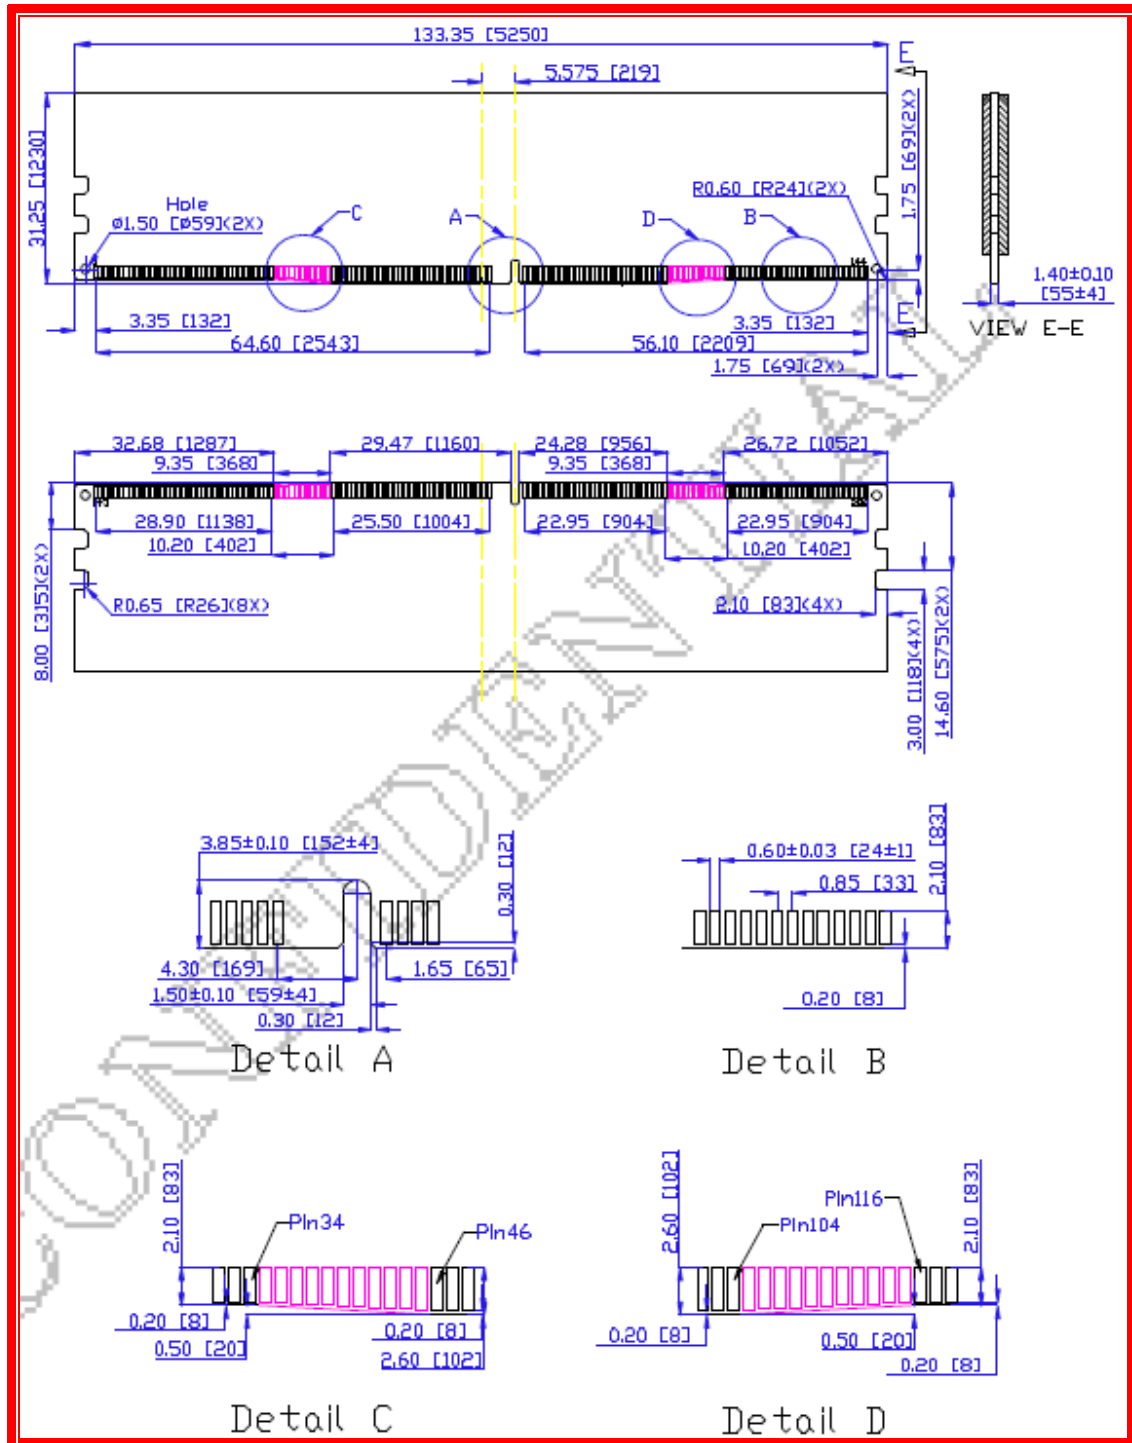 133.35 [5250]
5.575 [219]
E
31.25 [1230]
1.75 [69](2X)
Hole
ø1.50 [ø59](2X)
C
A
D
B
R0.60 [R24](2X)
144
1.40±0.10
[55±4]
3.35 [132]
3.35 [132]
E
VIEW E-E
64.60 [2543]
56.10 [2209]
1.75 [69](2X)
32.68 [1287]
29.47 [1160]
24.28 [956]
26.72 [1052]
9.35 [368]
9.35 [368]
28.90 [1138]
25.50 [1004]
22.95 [904]
22.95 [904]
10.20 [402]
10.20 [402]
R0.65 [R26](8X)
2.10 [83](4X)
8.00 [315](2X)
3.00 [118](4X)
14.60 [575](2X)
3.85±0.10 [152±4]
0.30 [12]
0.60±0.03 [24±1]
2.10 [83]
0.85 [33]
4.30 [169]
1.65 [65]
1.50±0.10 [59±4]
0.30 [12]
0.20 [8]
Detail A
Detail B
2.10 [83]
PIn34
PIn46
2.60 [102]
PIn104
PIn116
2.10 [83]
0.20 [8]
0.20 [8]
0.50 [20]
2.60 [102]
0.20 [8]
0.50 [20]
0.20 [8]
Detail C
Detail D
CONFIDENTIAL